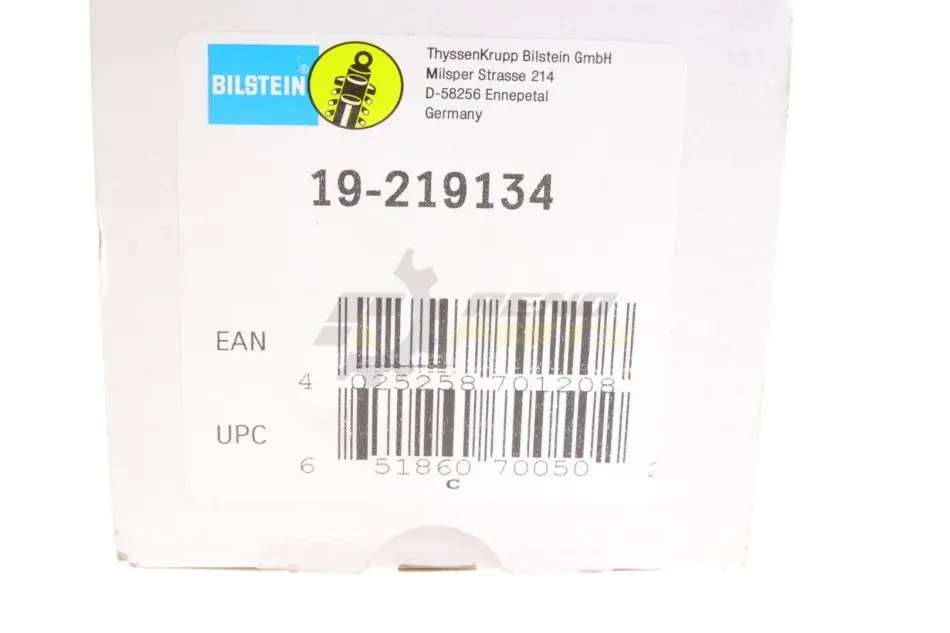 BILSTEIN®
ThyssenKrupp Bilstein GmbH
Milsper Strasse 214
D-58256 Ennepetal
Germany
19-219134
EAN
4 025258 701208
UPC
6 51860 70050 2
C